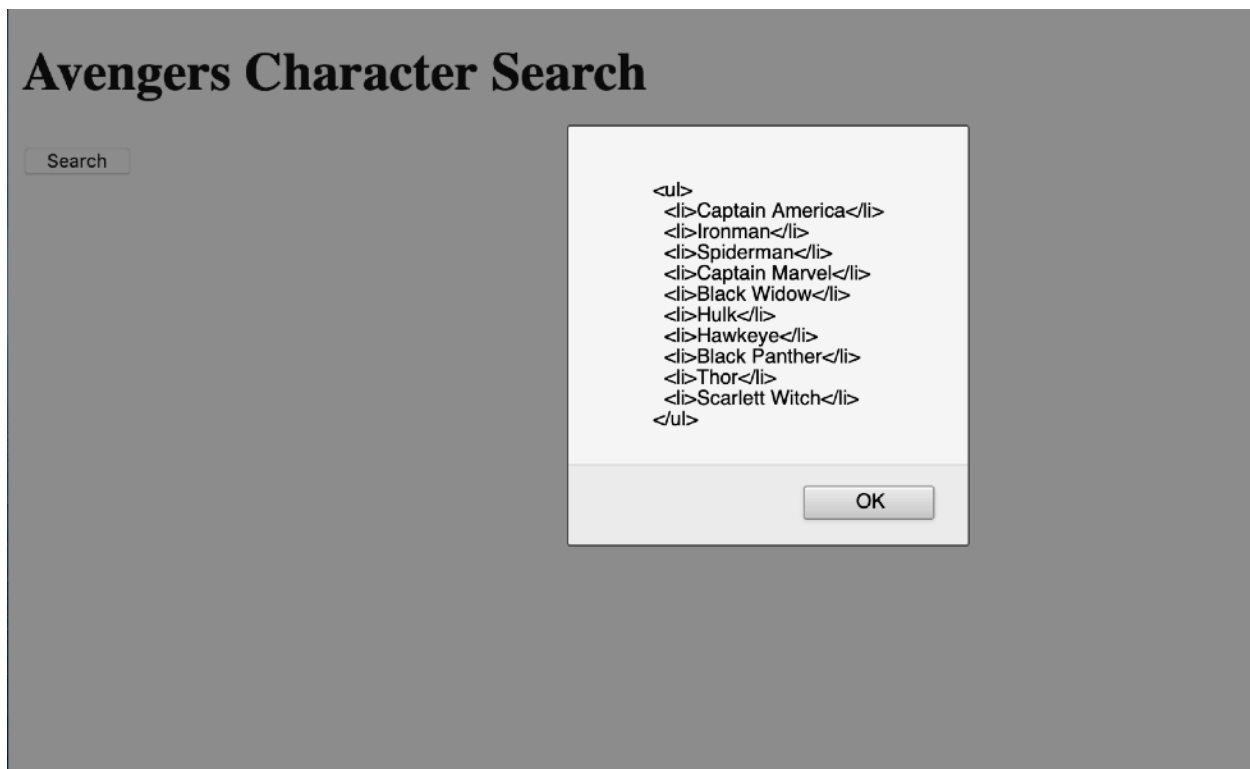 Avengers Character Search
Search
<ul>
<li>Captain America</li>
<li>Ironman</li>
<li>Spiderman</li>
<li>Captain Marvel</li>
<li>Black Widow</li>
<li>Hulk</li>
<li>Hawkeye</li>
<li>Black Panther</li>
<li>Thor</li>
<li>Scarlett Witch</li>
</ul>
OK